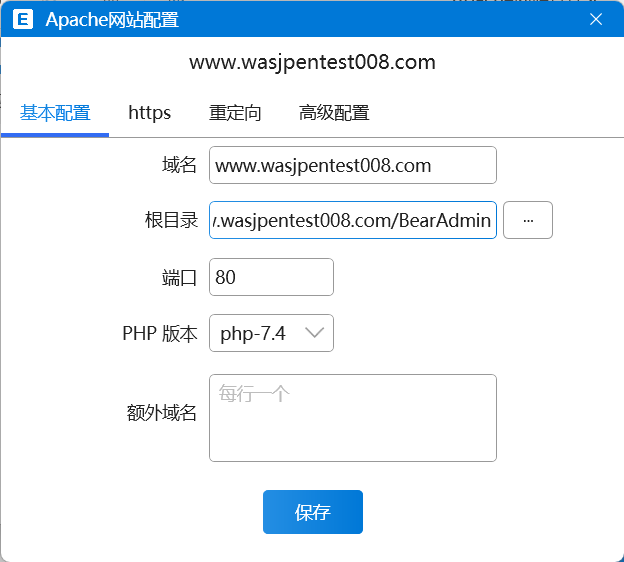 E Apache网站配置
www.wasjpentest008.com
基本配置 https 重定向 高级配置
域名 www.wasjpentest008.com
根目录 .wasjpentest008.com/BearAdmin ...
端口 80
PHP 版本 php-7.4
额外域名 每行一个
保存